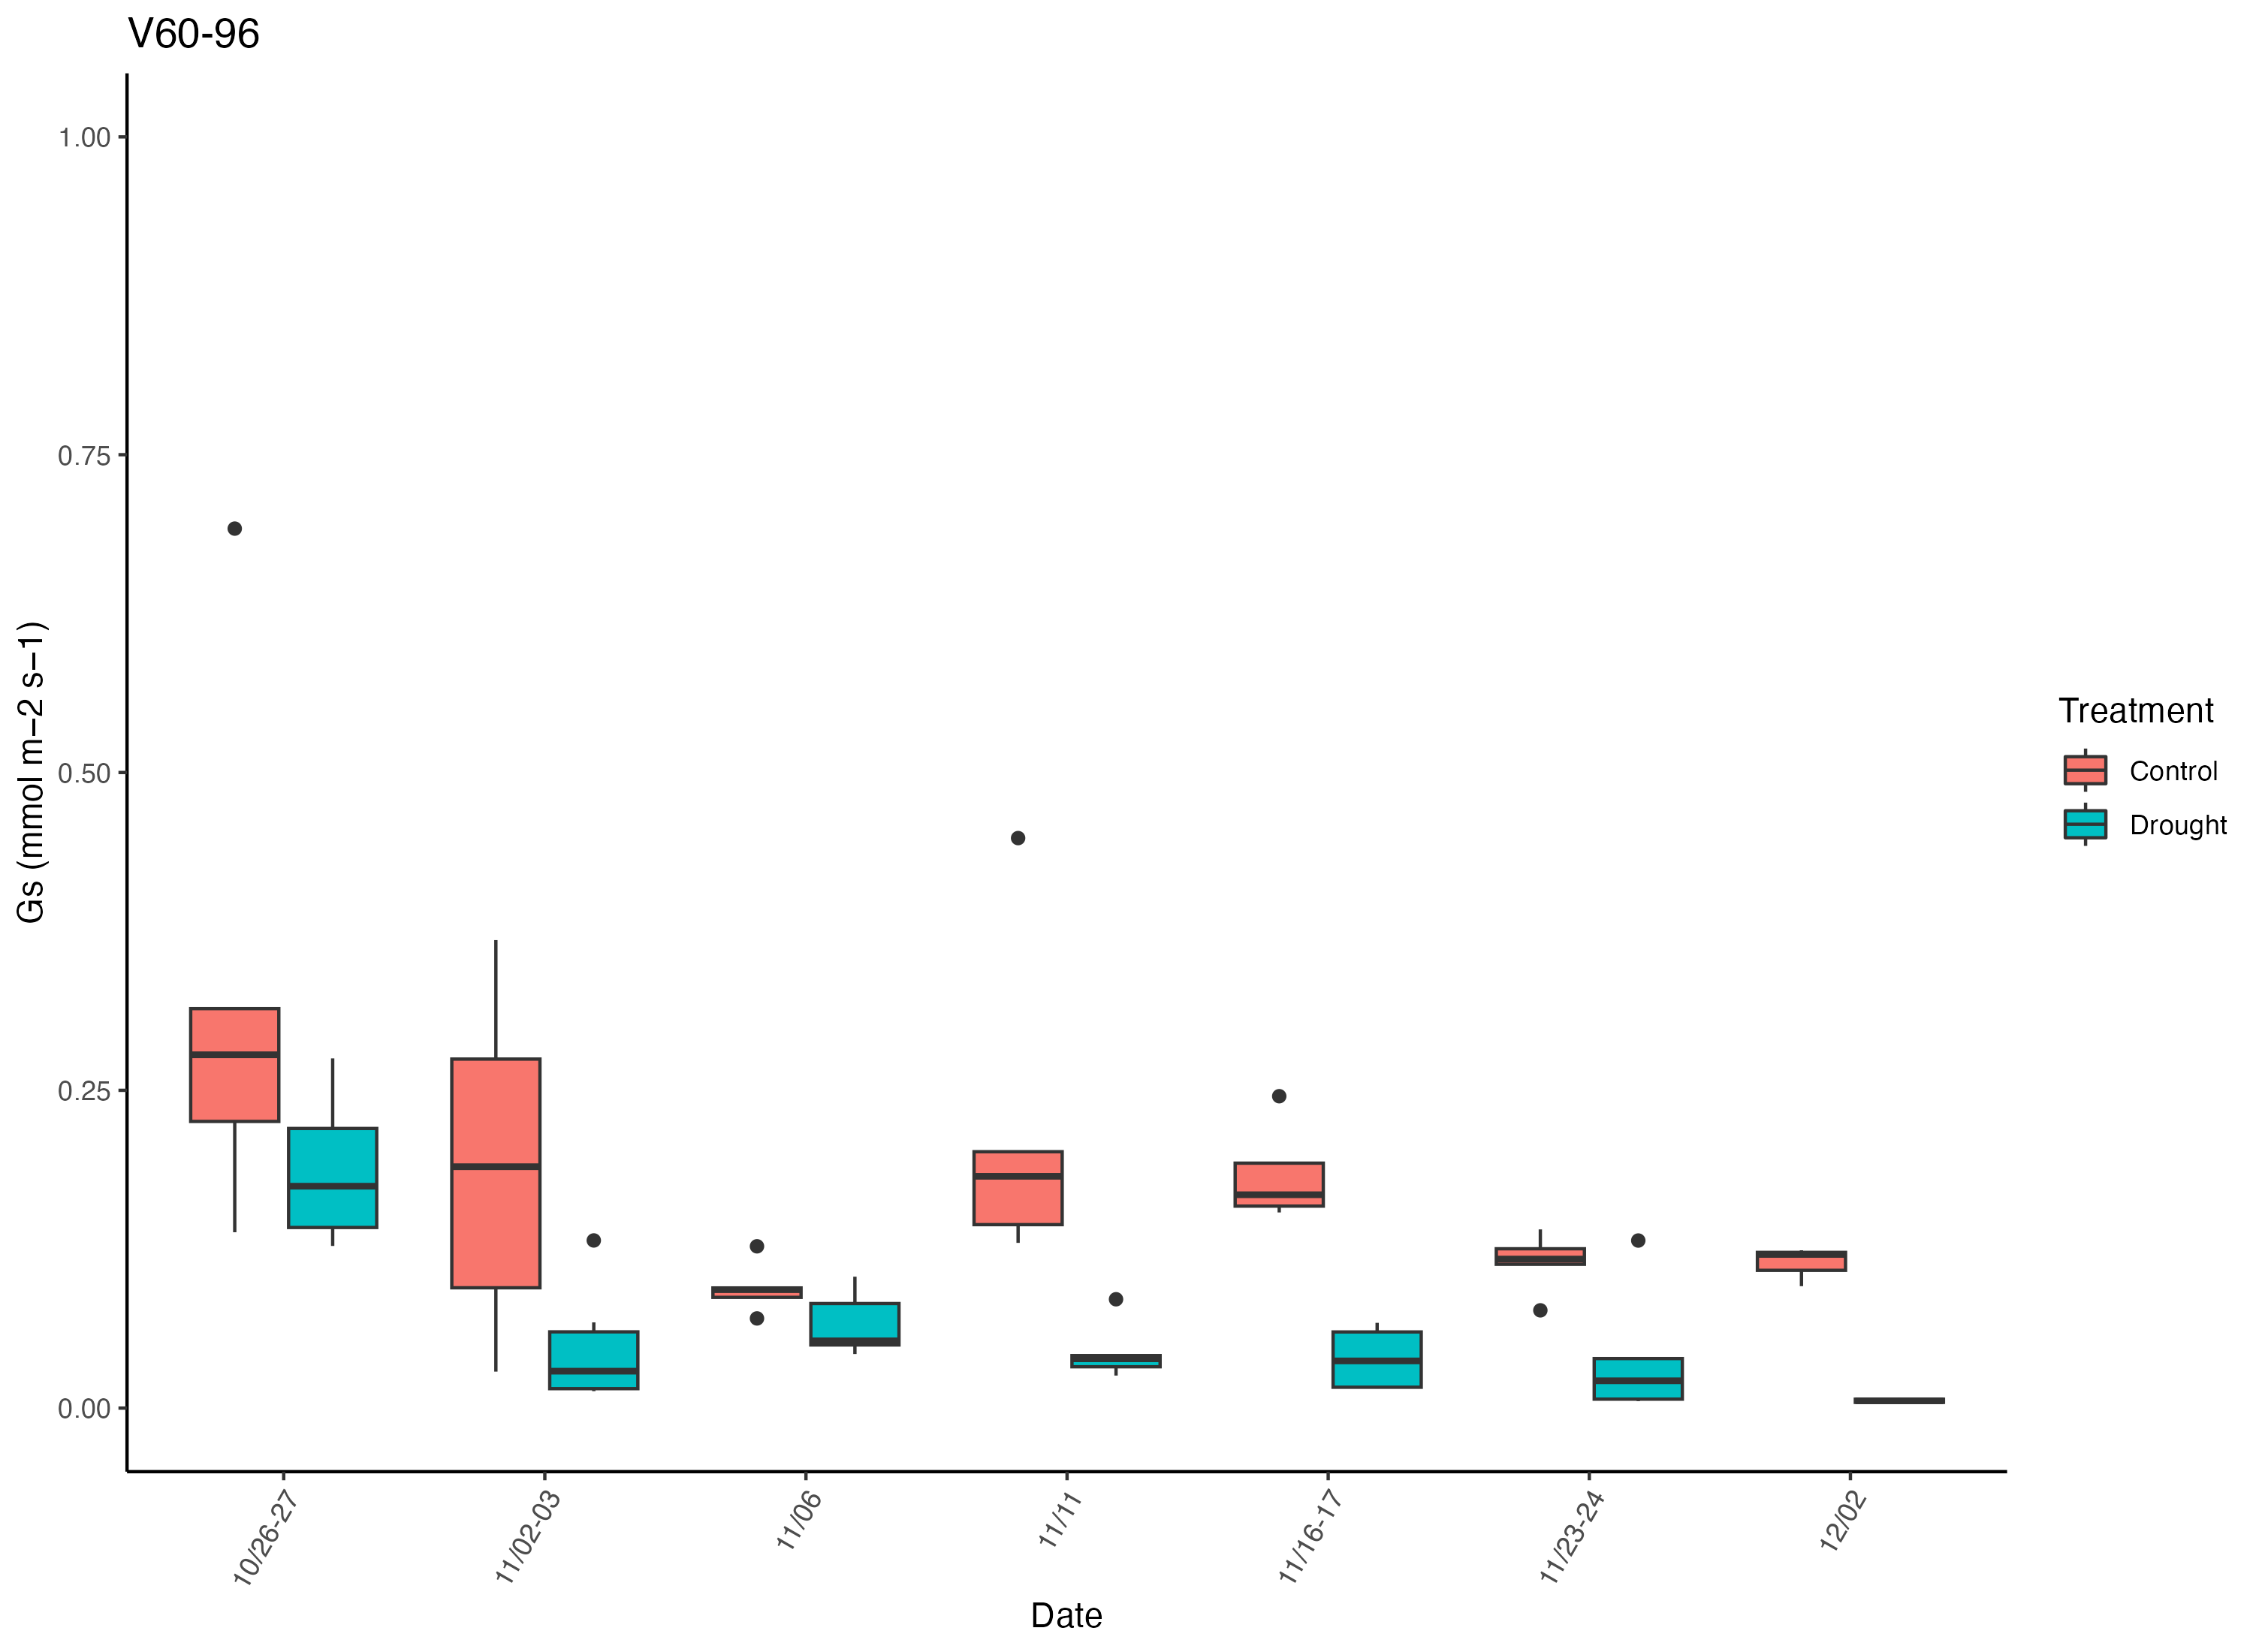 V60-96
1.00
0.75
0.50
0.25
0.00
Gs (mmol m−2 s−1)
10/26-27
11/02-03
11/06
11/11
11/16-17
11/23-24
12/02
Date
Treatment
Control
Drought